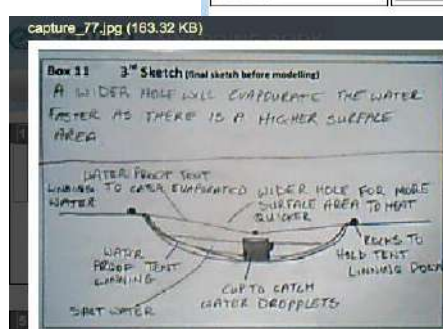 capture_77.jpg (163.32 KB)
Box 11 3rd Sketch (final sketch before modelling)
A WIDER HOLE WILL EVAPOURATE THE WATER
FASTER AS THERE IS A HIGHER SURFACE
AREA
WATER PROOF TENT
LINNING TO CATCH EVAPORATED
WATER
WIDER HOLE FOR MORE
SURFACE AREA TO HEAT
QUICKER
WATER
PROOF TENT
LINNING
ROCKS TO
HOLD TENT
LINNING DOWN
CUP TO CATCH
WATER DROPPLETS
SALT WATER